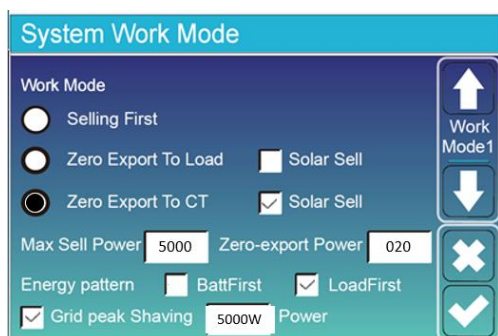 System Work Mode
Work Mode
Selling First
Zero Export To Load Solar Sell
Zero Export To CT Solar Sell
Max Sell Power 5000 Zero-export Power 020
Energy pattern BattFirst LoadFirst
Grid peak Shaving 5000W Power
Work
Mode1